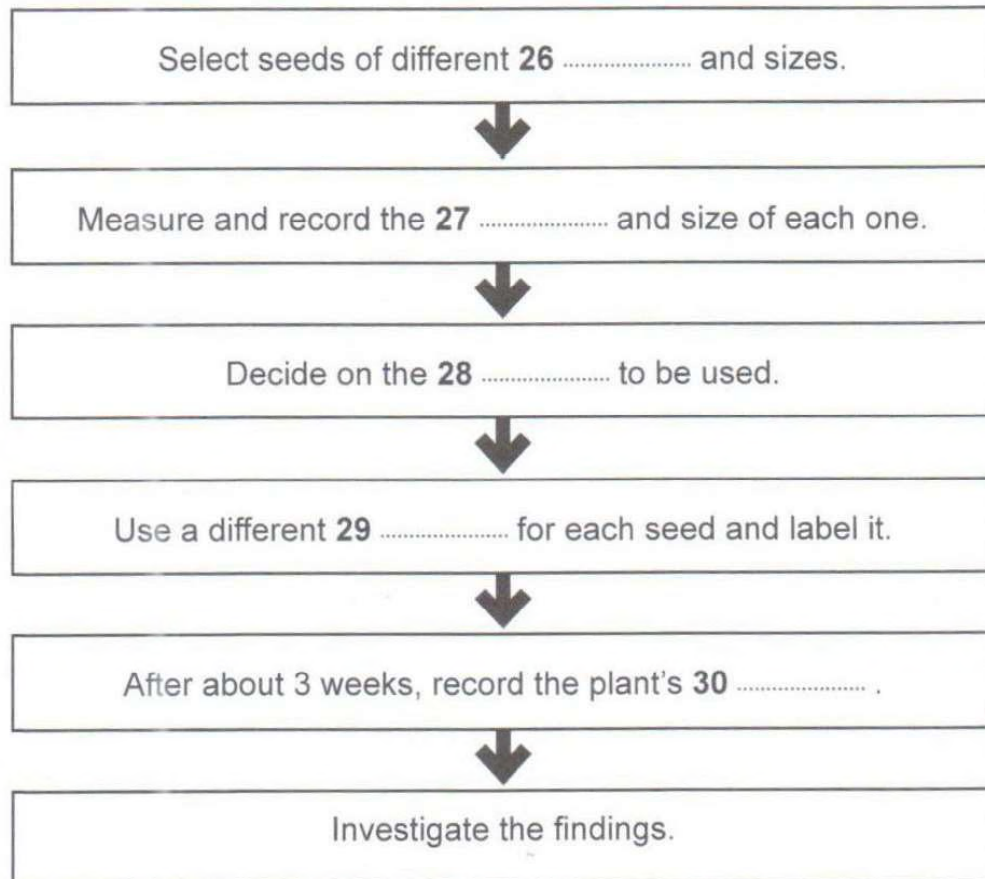 Select seeds of different 26 ..................... and sizes.
Measure and record the 27 ..................... and size of each one.
Decide on the 28 ..................... to be used.
Use a different 29 ..................... for each seed and label it.
After about 3 weeks, record the plant's 30 ..................... .
Investigate the findings.